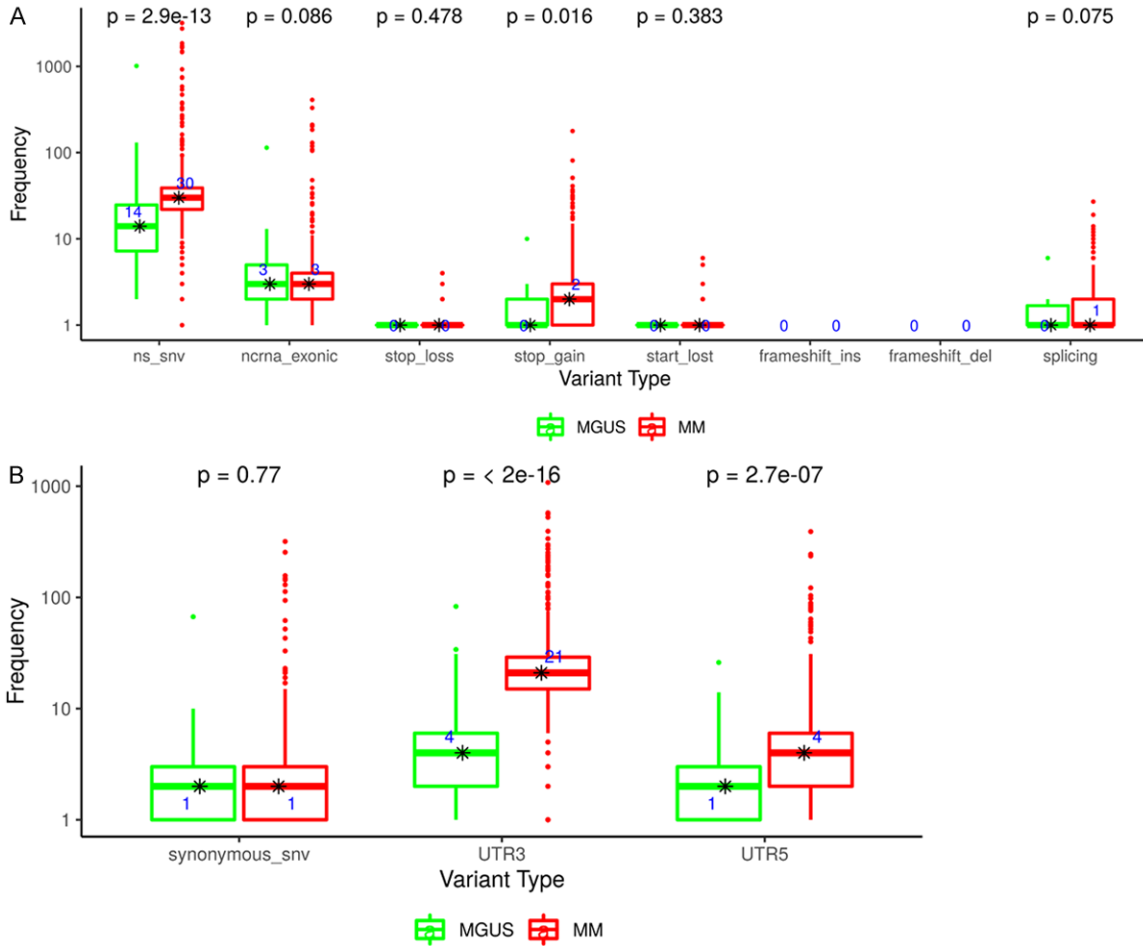 A
p = 2.9e-13 p = 0.086 p = 0.478 p = 0.016 p = 0.383 p = 0.075
Frequency
1000
100
10
1
14 30 3 3 0 0 0 2 0 0 0 0 0 0 0 1
ns_snv ncrna_exonic stop_loss stop_gain start_lost frameshift_ins frameshift_del splicing
Variant Type
a MGUS a MM
B
p = 0.77 p = < 2e-16 p = 2.7e-07
Frequency
1000
100
10
1
1 1 4 21 1 4
synonymous_snv UTR3 UTR5
Variant Type
a MGUS a MM